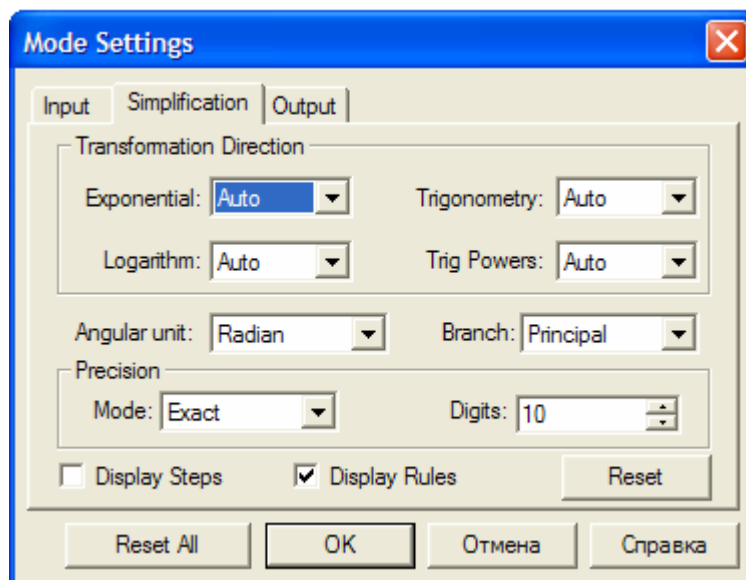 Mode Settings
Input Simplification Output
Transformation Direction
Exponential: Auto Trigonometry: Auto
Logarithm: Auto Trig Powers: Auto
Angular unit: Radian Branch: Principal
Precision
Mode: Exact Digits: 10
Display Steps Display Rules Reset
Reset All OK Отмена Справка